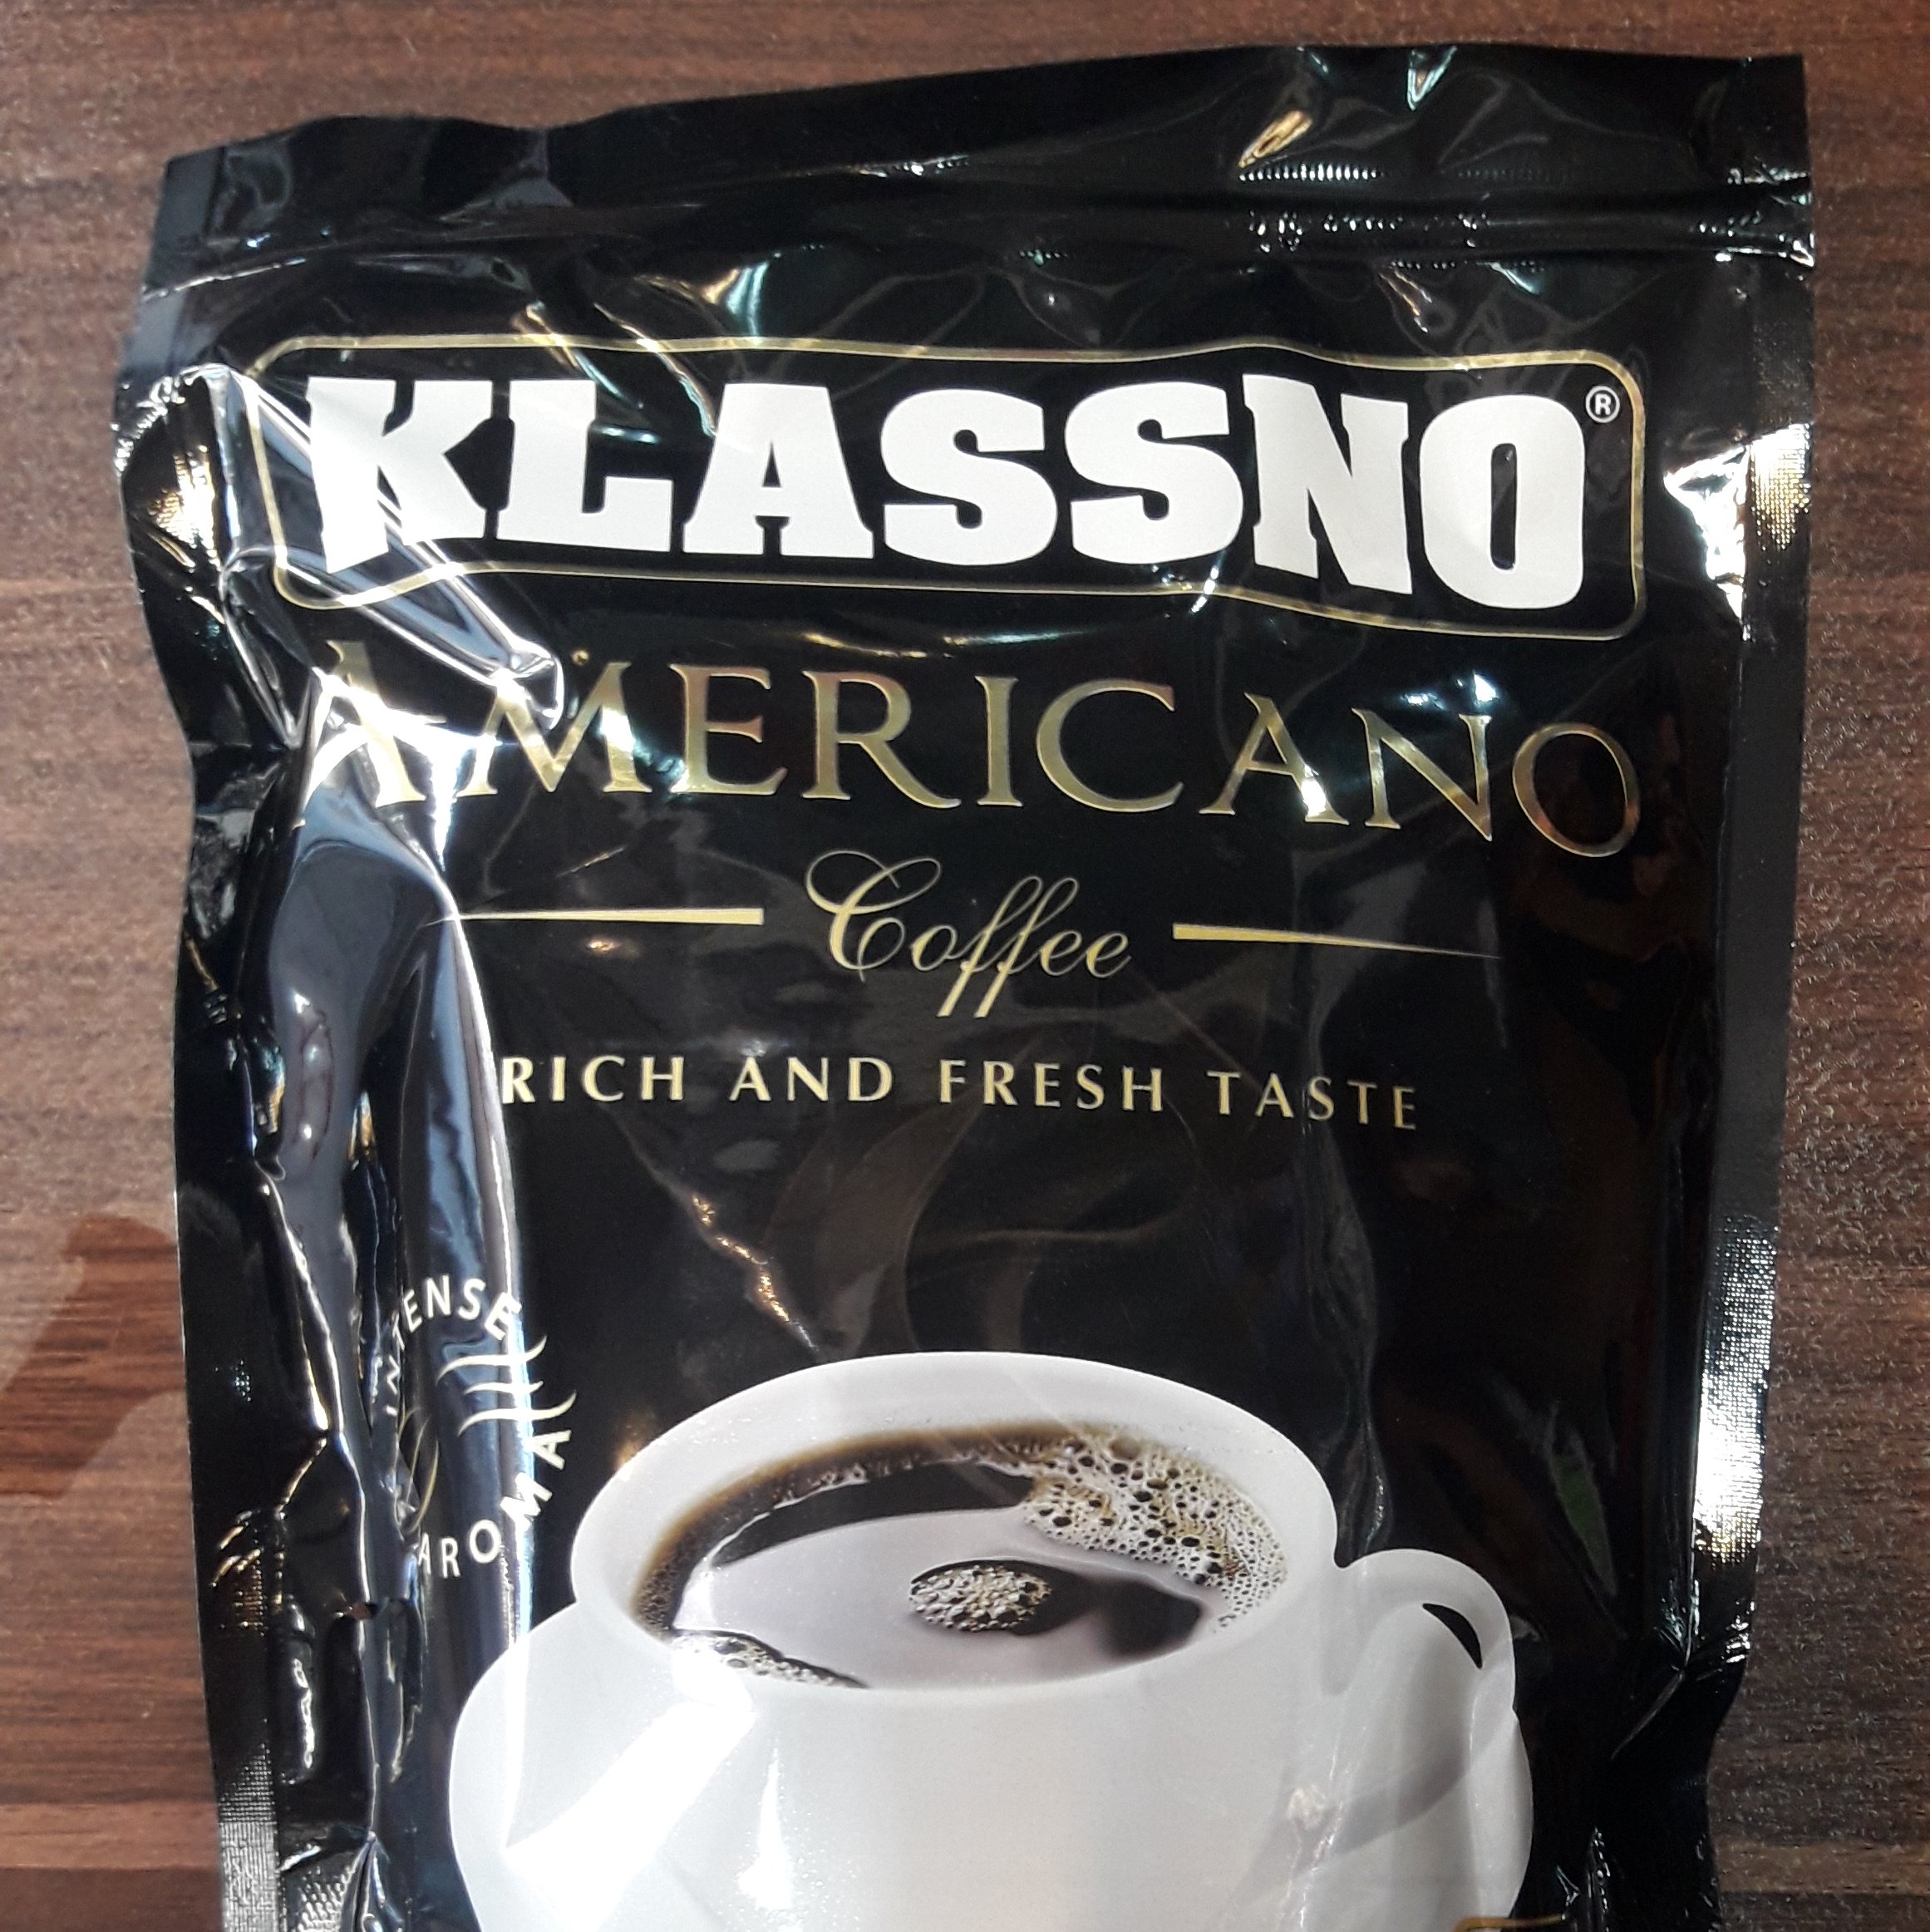 KLASSNO®
AMERICANO
Coffee
RICH AND FRESH TASTE
INTENSE
AROMA